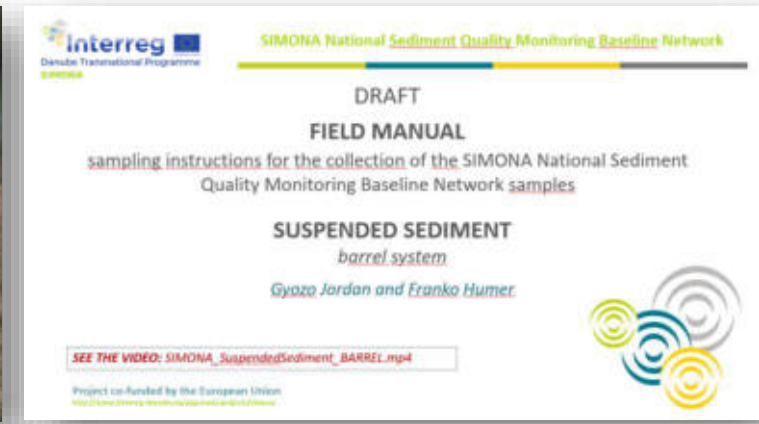 Interreg
Danube Transnational Programme
SIMONA
SIMONA National Sediment Quality Monitoring Baseline Network
DRAFT
FIELD MANUAL
sampling instructions for the collection of the SIMONA National Sediment
Quality Monitoring Baseline Network samples
SUSPENDED SEDIMENT
barrel system
Gyozo Jordan and Franko Humer
SEE THE VIDEO: SIMONA_SuspendedSediment_BARREL.mp4
Project co-funded by the European Union